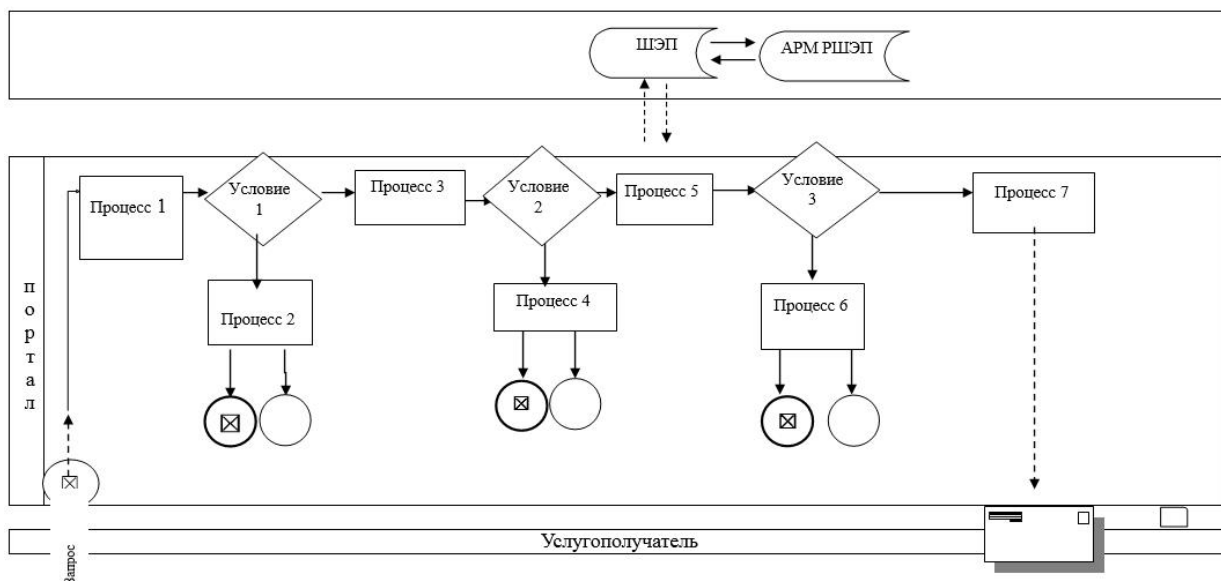 ШЭП
АРМ РШЭП
Процесс 1
Условие
1
Процесс 3
Условие
2
Процесс 5
Условие
3
Процесс 7
Процесс 2
Процесс 4
Процесс 6
портал
Запрос
Услугополучатель